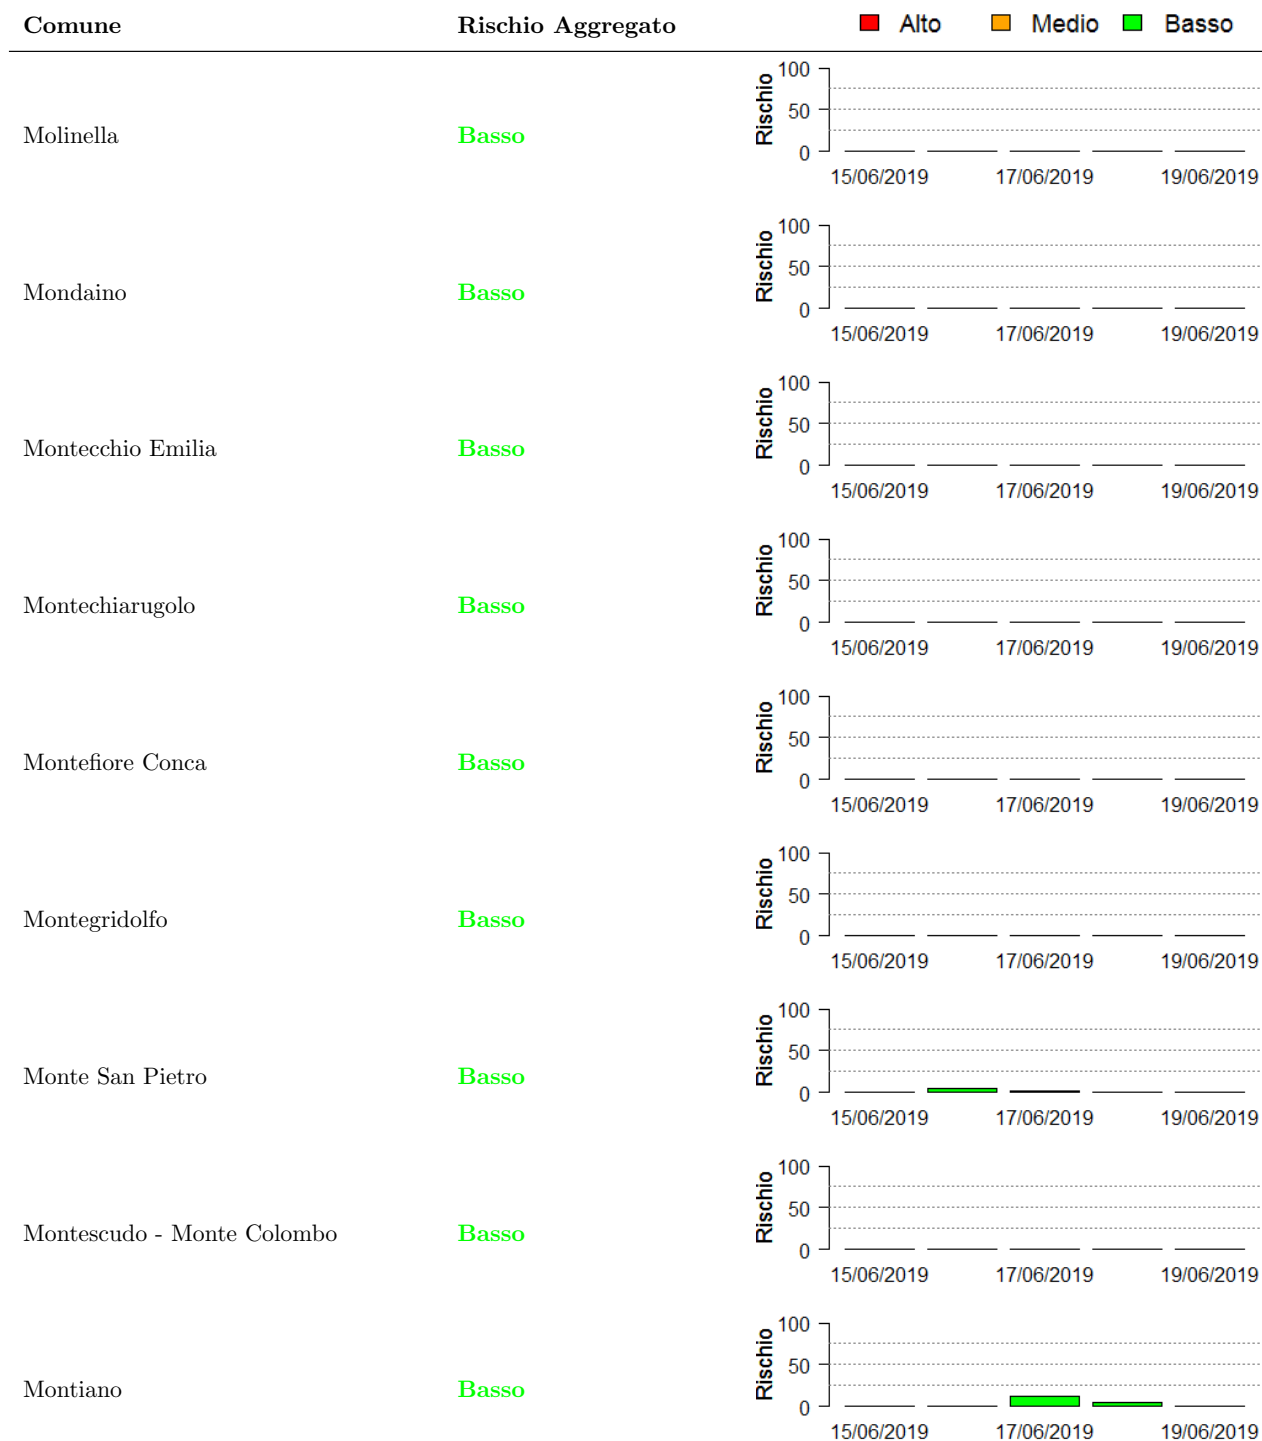 Comune Rischio Aggregato Alto Medio Basso
Molinella Basso Rischio 100 50 0
15/06/2019 17/06/2019 19/06/2019
Mondaino Basso Rischio 100 50 0
15/06/2019 17/06/2019 19/06/2019
Montecchio Emilia Basso Rischio 100 50 0
15/06/2019 17/06/2019 19/06/2019
Montechiarugolo Basso Rischio 100 50 0
15/06/2019 17/06/2019 19/06/2019
Montefiore Conca Basso Rischio 100 50 0
15/06/2019 17/06/2019 19/06/2019
Montegridolfo Basso Rischio 100 50 0
15/06/2019 17/06/2019 19/06/2019
Monte San Pietro Basso Rischio 100 50 0
15/06/2019 17/06/2019 19/06/2019
Montescudo - Monte Colombo Basso Rischio 100 50 0
15/06/2019 17/06/2019 19/06/2019
Montiano Basso Rischio 100 50 0
15/06/2019 17/06/2019 19/06/2019